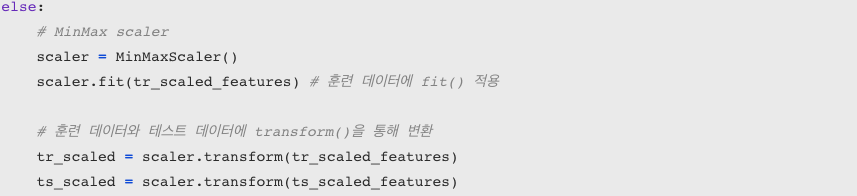 else:
    # MinMax scaler
    scaler = MinMaxScaler()
    scaler.fit(tr_scaled_features) # 훈련 데이터에 fit() 적용
    # 훈련 데이터와 테스트 데이터에 transform()을 통해 변환
    tr_scaled = scaler.transform(tr_scaled_features)
    ts_scaled = scaler.transform(ts_scaled_features)